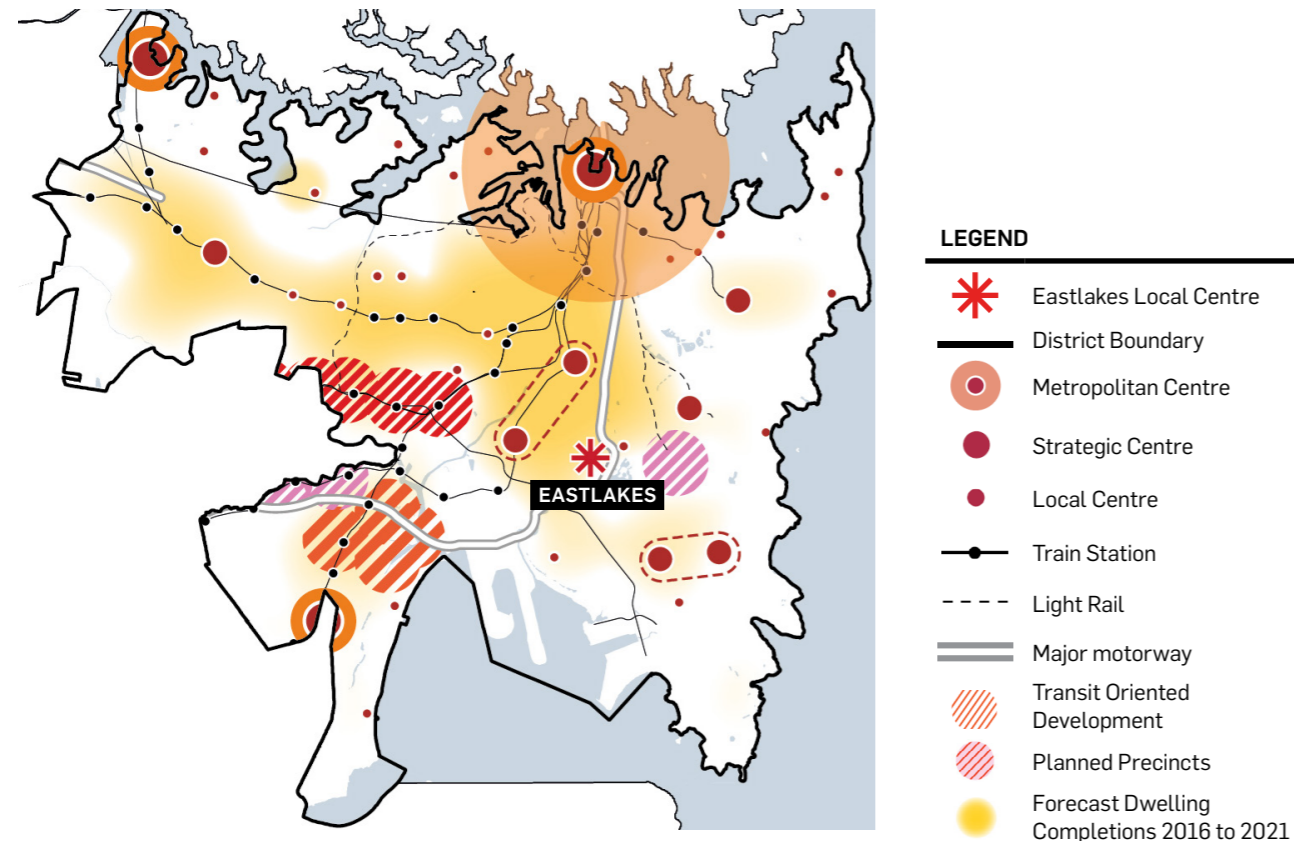 EASTLAKES
LEGEND
Eastlakes Local Centre
District Boundary
Metropolitan Centre
Strategic Centre
Local Centre
Train Station
Light Rail
Major motorway
Transit Oriented
Development
Planned Precincts
Forecast Dwelling
Completions 2016 to 2021